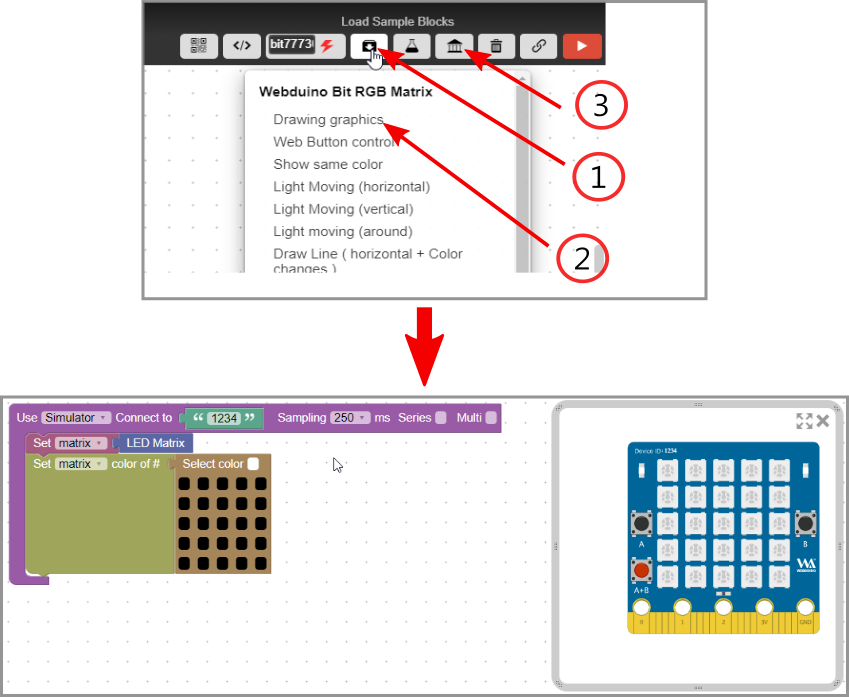 Load Sample Blocks
</> bit7773
Webduino Bit RGB Matrix
Drawing graphics
Web Button control
Show same color
Light Moving (horizontal)
Light Moving (vertical)
Light moving (around)
Draw Line ( horizontal + Color
changes )
3
1
2
Use Simulator Connect to “ 1234 ” Sampling 250 ms Series Multi
Set matrix LED Matrix
Set matrix color of # Select color
Device ID= 1234
A
B
A+B
WA
0 1 2 3V GND